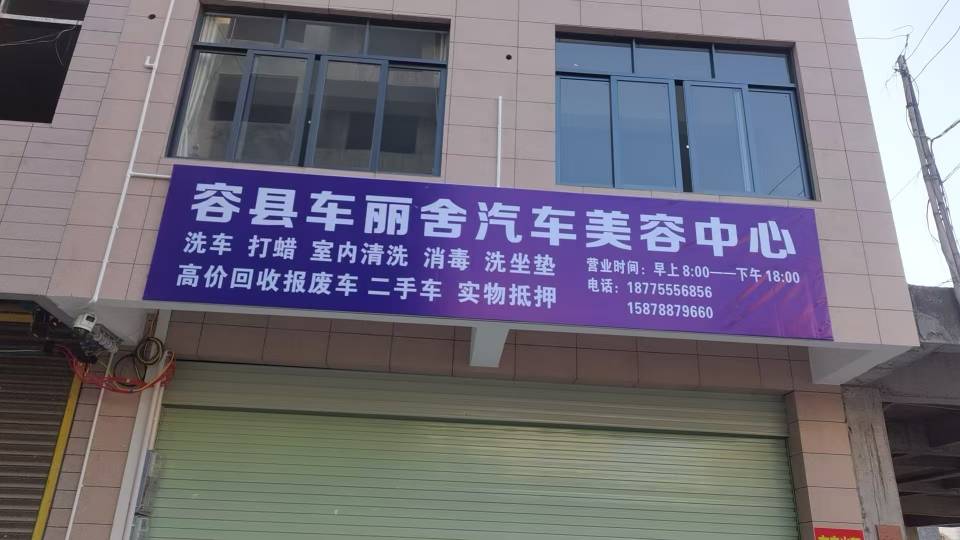 容县车丽舍汽车美容中心
洗车 打蜡 室内清洗 消毒 洗坐垫
高价回收报废车 二手车 实物抵押
营业时间：早上 8:00——下午 18:00
电话：18775556856
15878879660